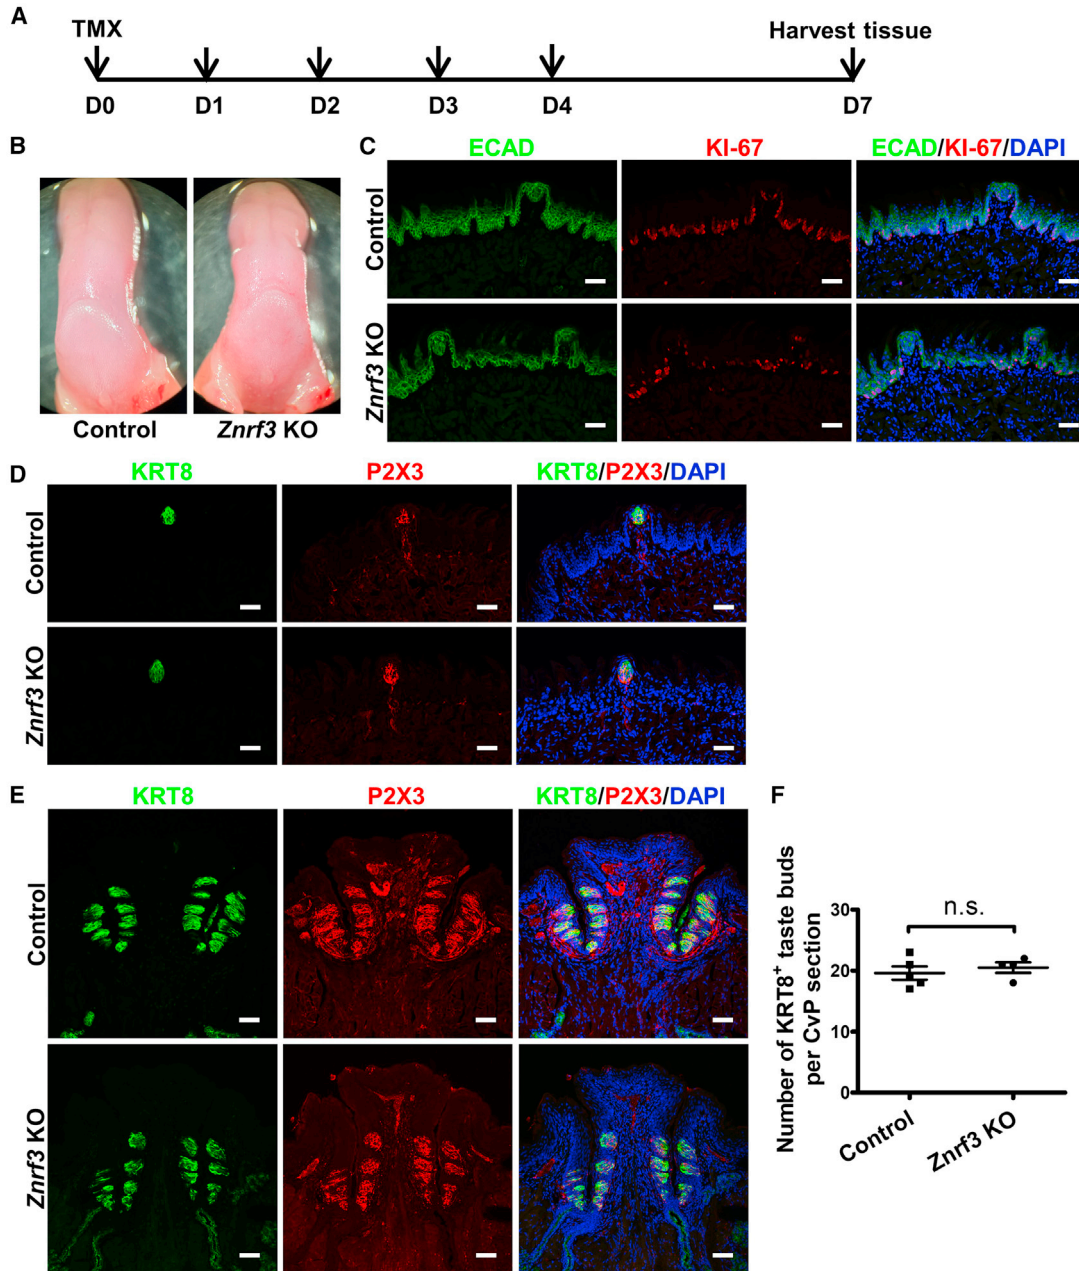 A
TMX
Harvest tissue
D0 D1 D2 D3 D4 D7
B
Control
Znrf3 KO
C
ECAD
KI-67
ECAD/KI-67/DAPI
Control
Znrf3 KO
D
KRT8
P2X3
KRT8/P2X3/DAPI
Control
Znrf3 KO
E
KRT8
P2X3
KRT8/P2X3/DAPI
Control
Znrf3 KO
F
Number of KRT8+ taste buds
per CvP section
30
20
10
0
n.s.
Control
Znrf3 KO